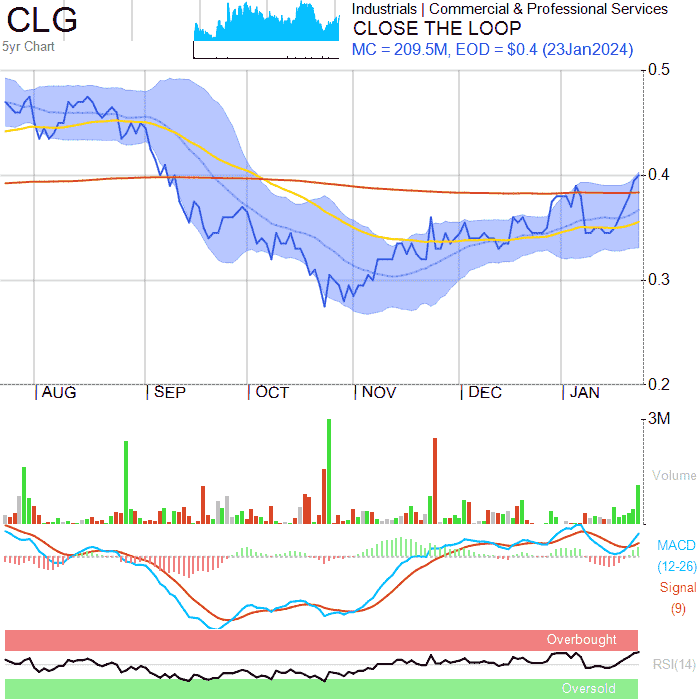 CLG
5yr Chart
Industrials | Commercial & Professional Services
CLOSE THE LOOP
MC = 209.5M, EOD = $0.4 (23Jan2024)
0.5
0.4
0.3
0.2
AUG
SEP
OCT
NOV
DEC
JAN
3M
Volume
MACD
(12-26)
Signal
(9)
Overbought
RSI(14)
Oversold